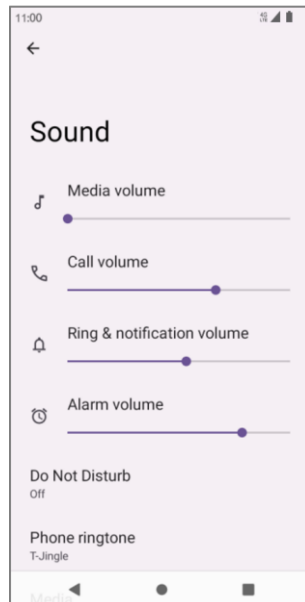 11:00
Sound
Media volume
Call volume
Ring & notification volume
Alarm volume
Do Not Disturb
Off
Phone ringtone
T-Jingle
Media